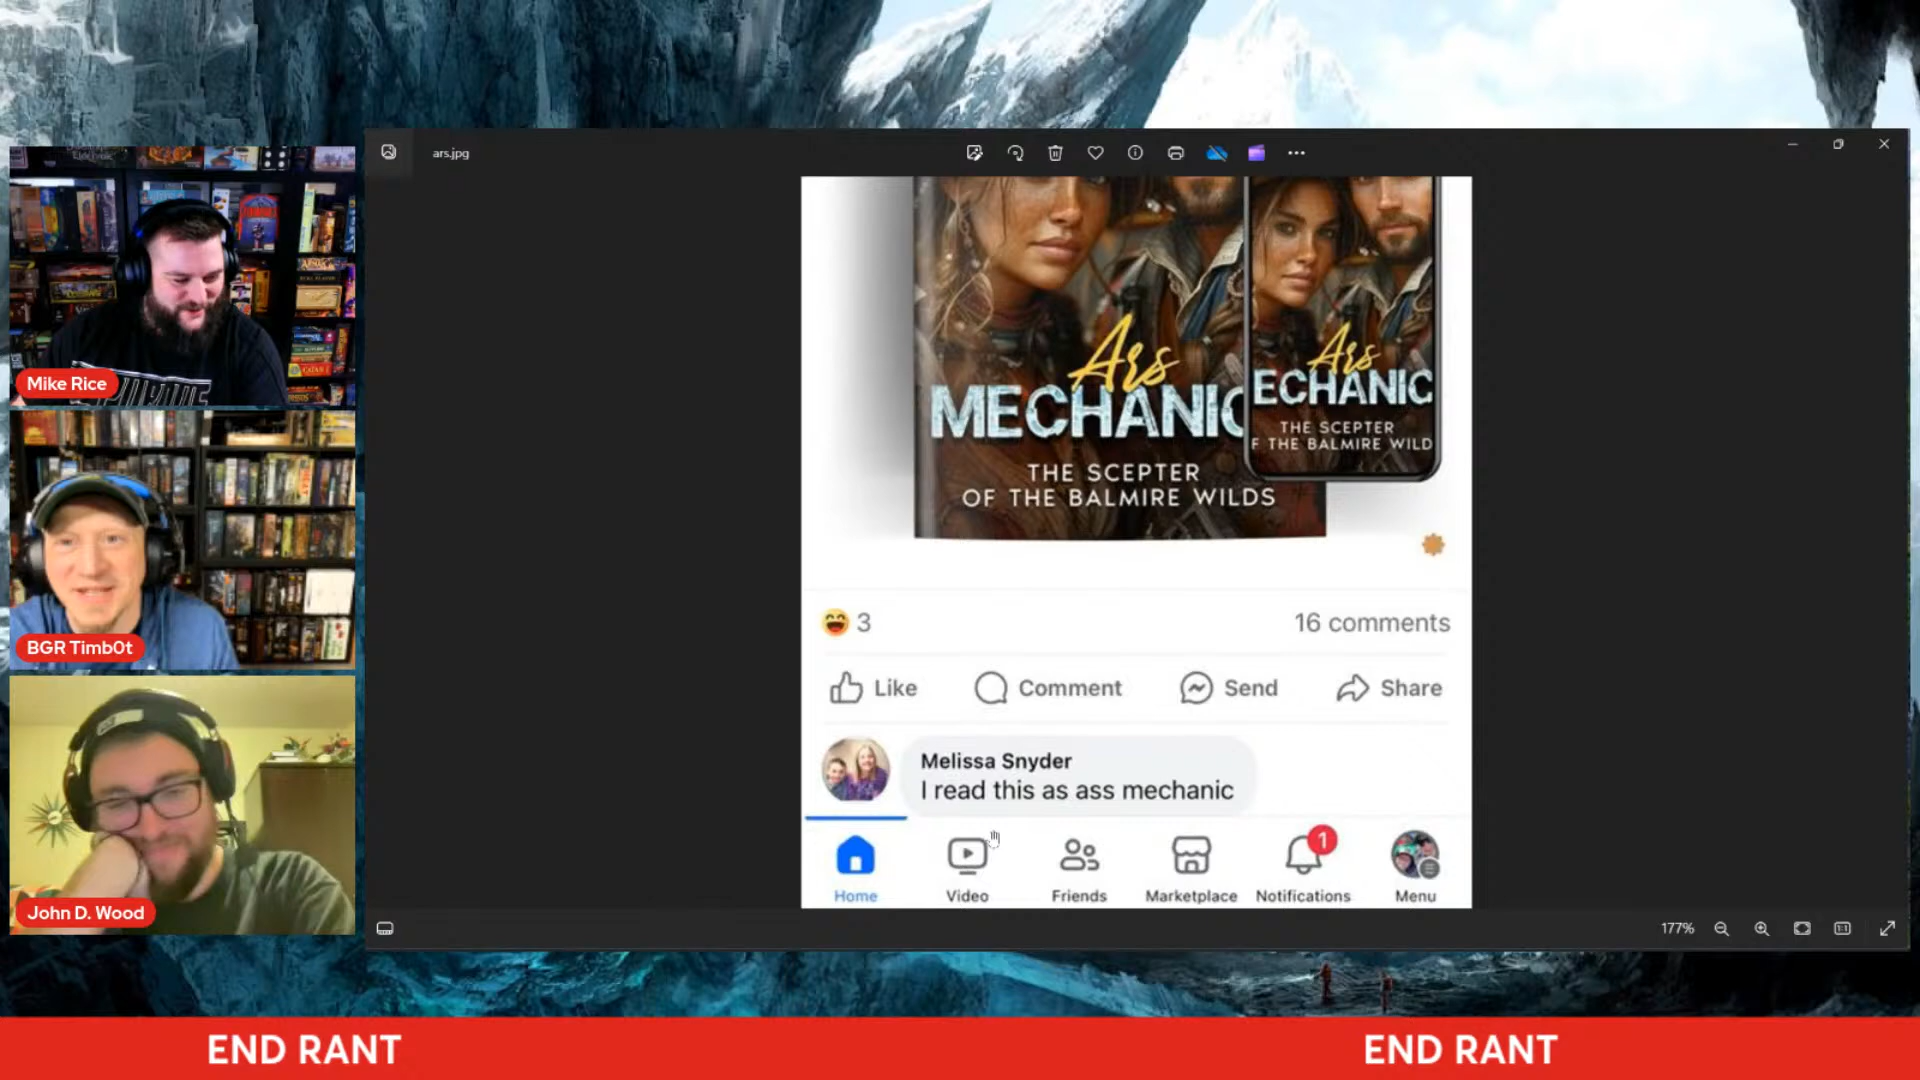 ars.jpg
Mike Rice
BGR Timb0t
John D. Wood
Ars
MECHANIC
THE SCEPTER
OF THE BALMIRE WILDS
Ars
ECHANIC
THE SCEPTER
F THE BALMIRE WILD
3
16 comments
Like
Comment
Send
Share
Melissa Snyder
I read this as ass mechanic
1
Home
Video
Friends
Marketplace
Notifications
Menu
177%
END RANT
END RANT